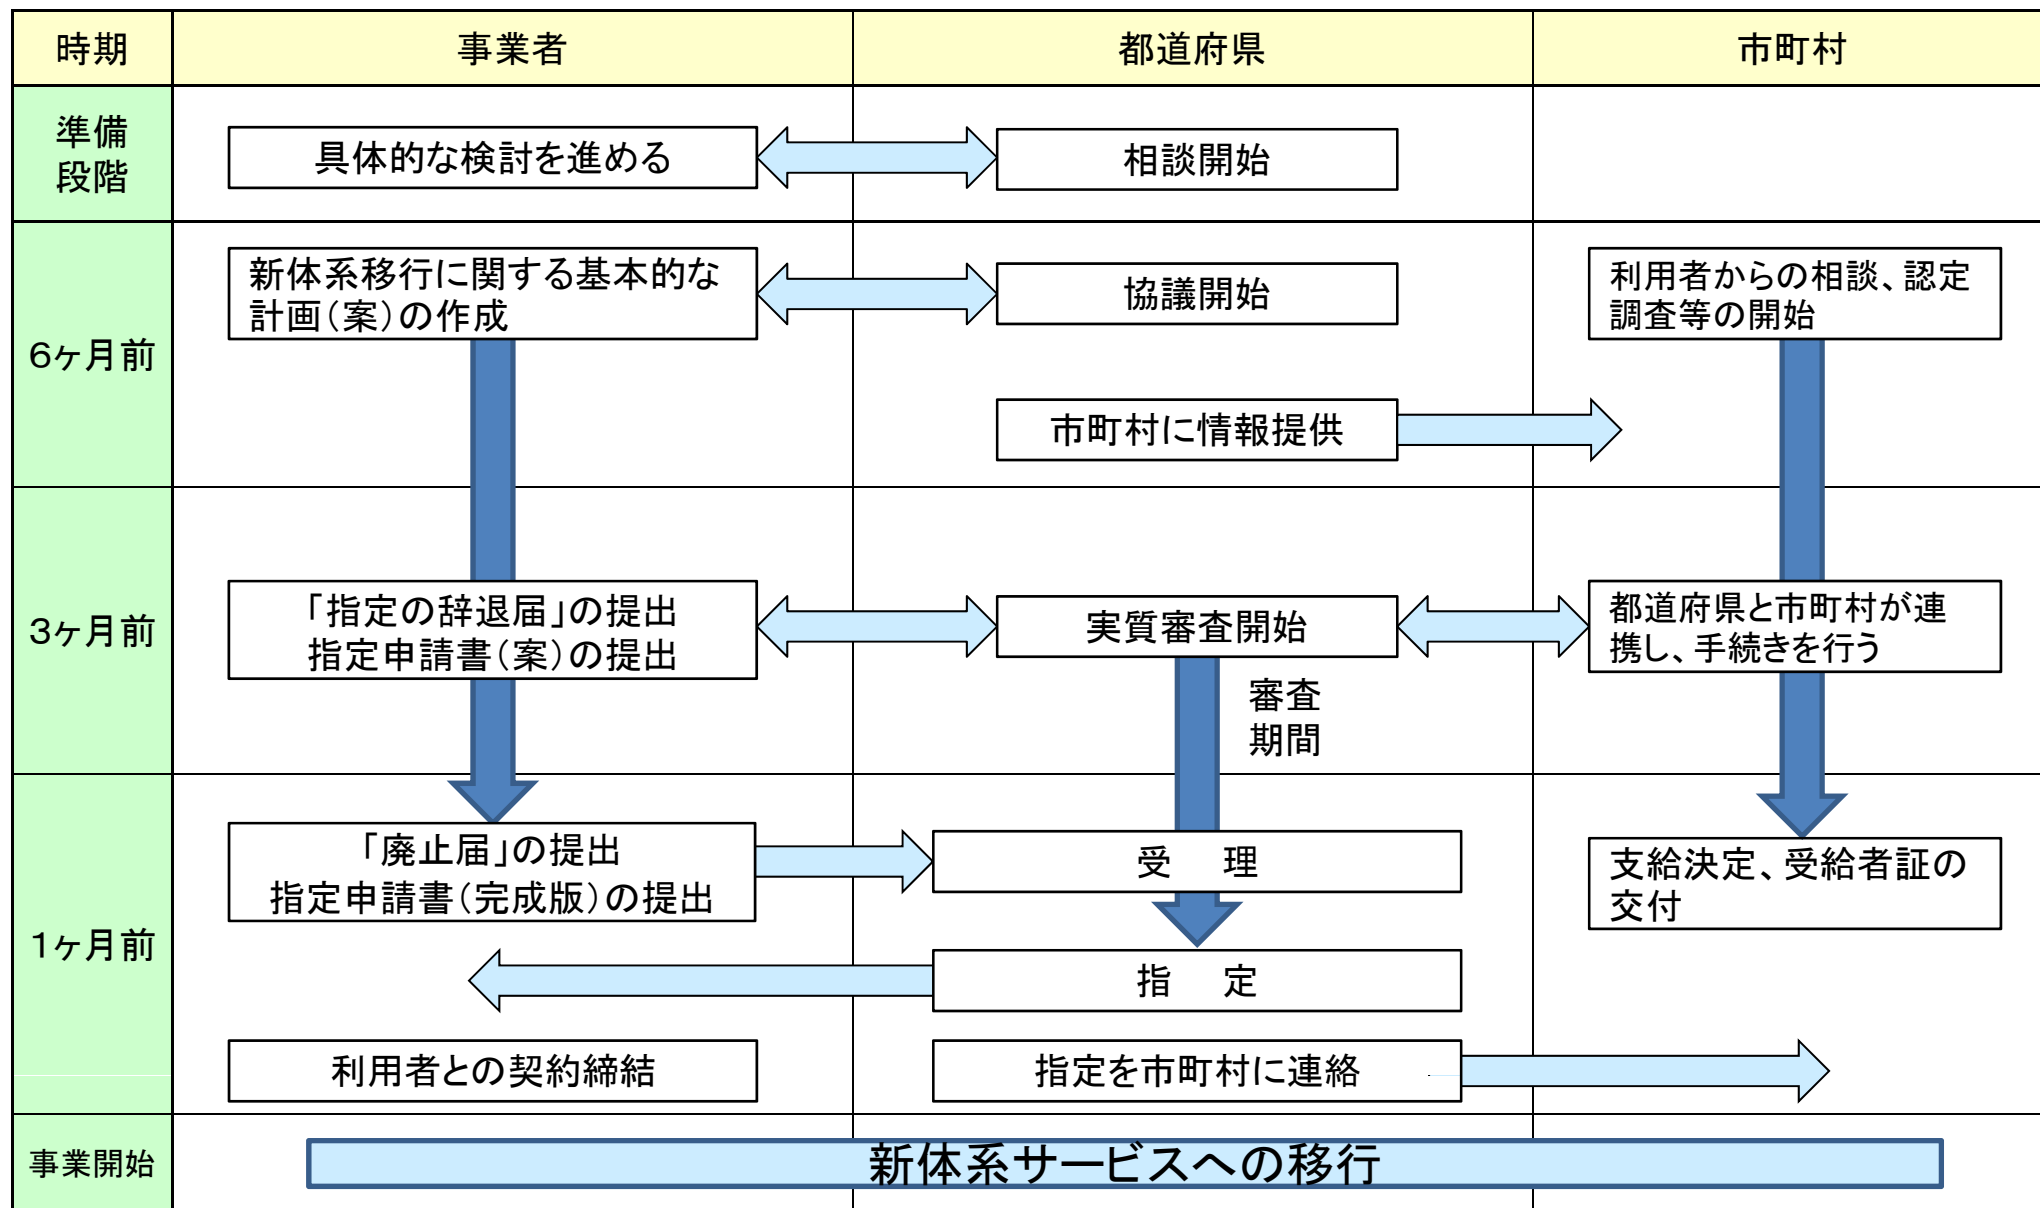 時期
事業者
都道府県
市町村
準備
段階
具体的な検討を進める
相談開始
6ヶ月前
新体系移行に関する基本的な
計画(案)の作成
協議開始
利用者からの相談、認定
調査等の開始
市町村に情報提供
3ヶ月前
「指定の辞退届」の提出
指定申請書(案)の提出
実質審査開始
都道府県と市町村が連
携し、手続きを行う
審査
期間
1ヶ月前
「廃止届」の提出
指定申請書(完成版)の提出
受　理
支給決定、受給者証の
交付
指　定
利用者との契約締結
指定を市町村に連絡
事業開始
新体系サービスへの移行